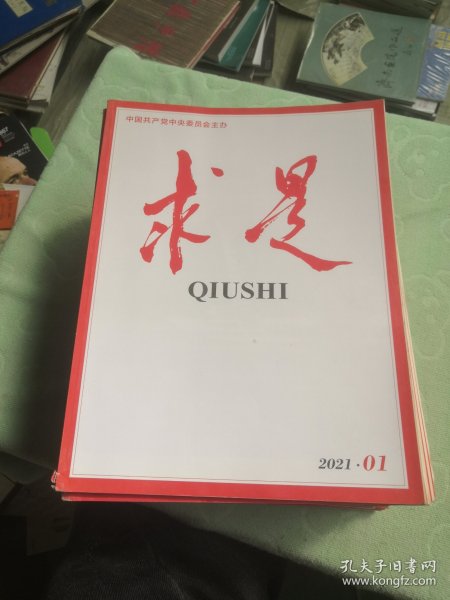 中国共产党中央委员会主办
求是
QIUSHI
2021·01
孔夫子旧书网
www.kongfz.com